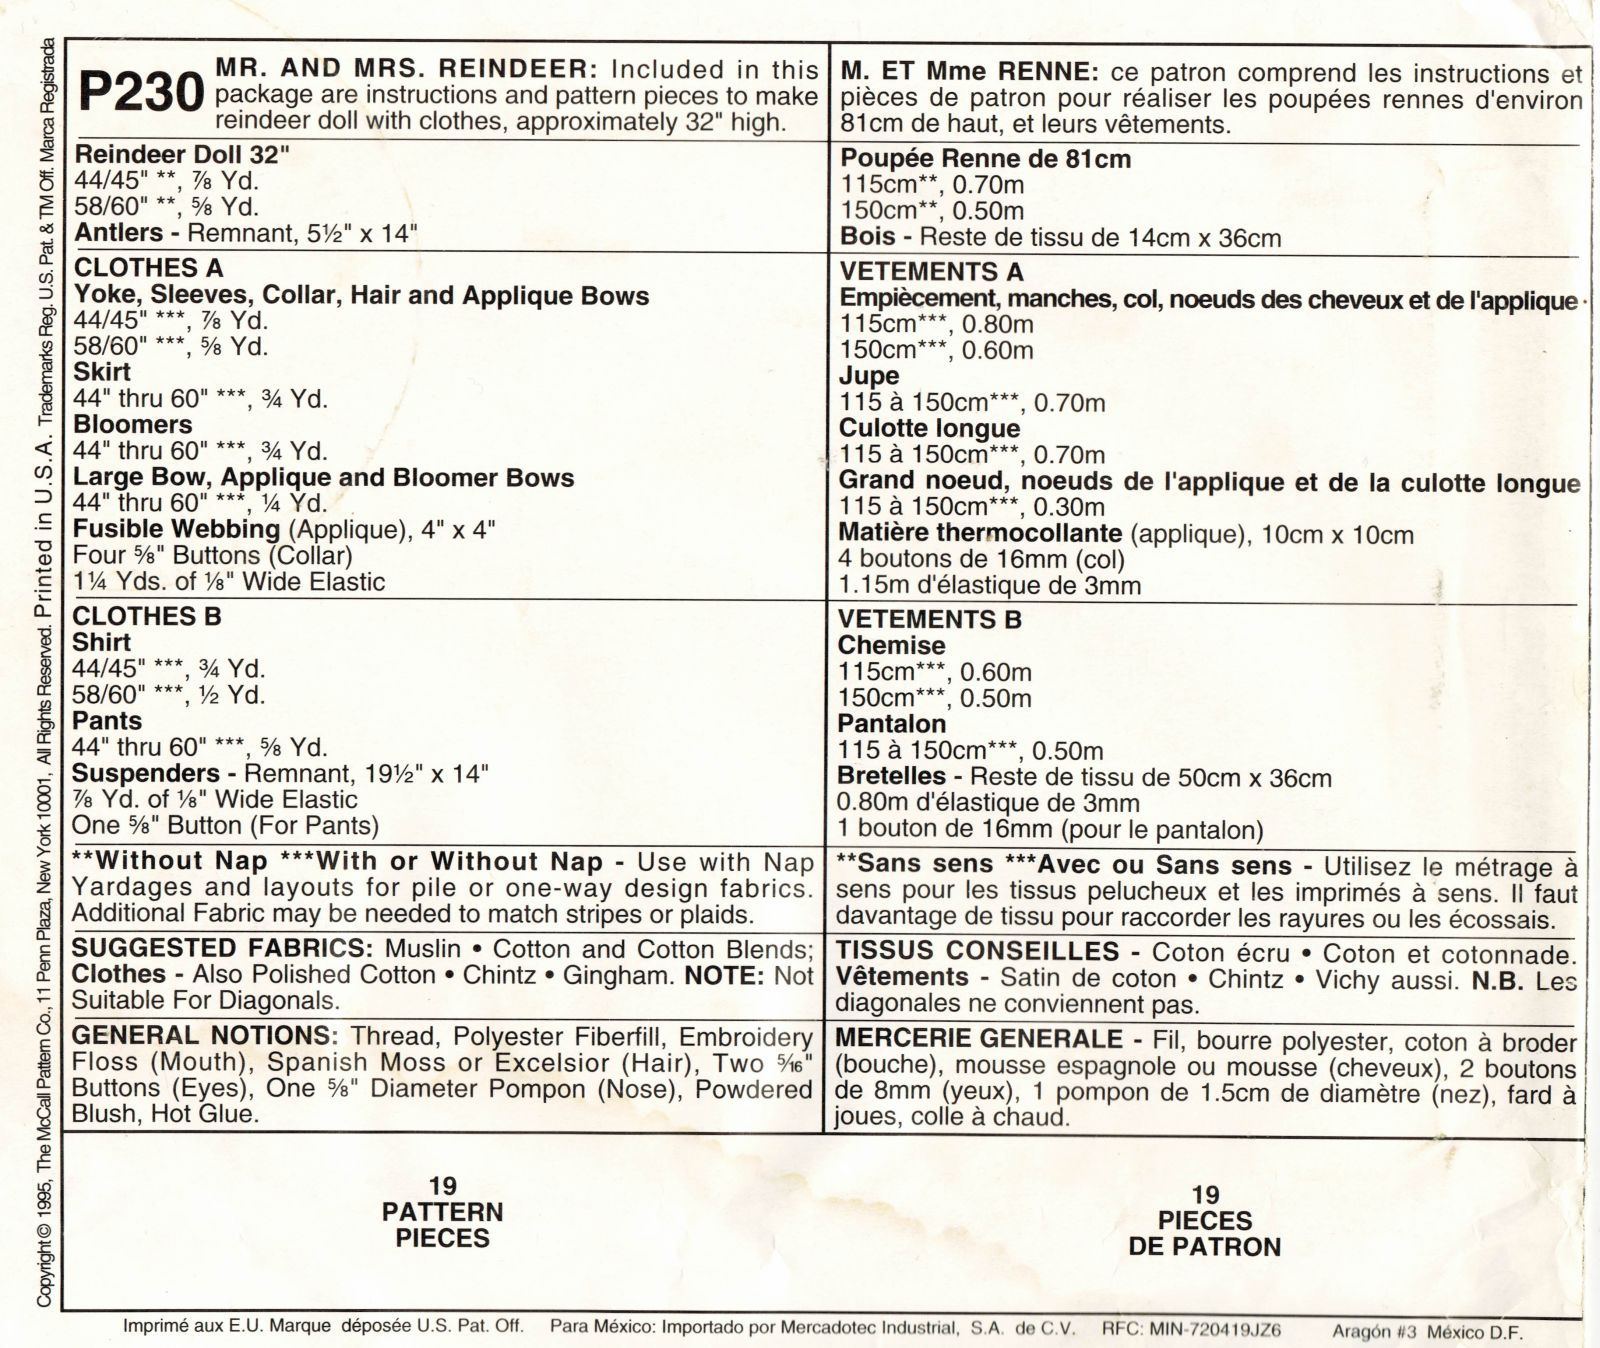 Copyright © 1995, The McCall Pattern Co., 11 Penn Plaza, New York 10001, All Rights Reserved. Printed in U.S.A. Trademarks Reg. U.S. Pat. & TM Off. Marca Registrada
P230
MR. AND MRS. REINDEER: Included in this
package are instructions and pattern pieces to make
reindeer doll with clothes, approximately 32" high.
Reindeer Doll 32"
44/45" **, ⅞ Yd.
58/60" **, ⅝ Yd.
Antlers - Remnant, 5½" x 14"
CLOTHES A
Yoke, Sleeves, Collar, Hair and Applique Bows
44/45" ***, ⅞ Yd.
58/60" ***, ⅝ Yd.
Skirt
44" thru 60" ***, ¾ Yd.
Bloomers
44" thru 60" ***, ¾ Yd.
Large Bow, Applique and Bloomer Bows
44" thru 60" ***, ¼ Yd.
Fusible Webbing (Applique), 4" x 4"
Four ⅝" Buttons (Collar)
1¼ Yds. of ⅛" Wide Elastic
CLOTHES B
Shirt
44/45" ***, ¾ Yd.
58/60" ***, ½ Yd.
Pants
44" thru 60" ***, ⅝ Yd.
Suspenders - Remnant, 19½" x 14"
⅞ Yd. of ⅛" Wide Elastic
One ⅝" Button (For Pants)
**Without Nap ***With or Without Nap - Use with Nap
Yardages and layouts for pile or one-way design fabrics.
Additional Fabric may be needed to match stripes or plaids.
SUGGESTED FABRICS: Muslin • Cotton and Cotton Blends;
Clothes - Also Polished Cotton • Chintz • Gingham. NOTE: Not
Suitable For Diagonals.
GENERAL NOTIONS: Thread, Polyester Fiberfill, Embroidery
Floss (Mouth), Spanish Moss or Excelsior (Hair), Two 5/16"
Buttons (Eyes), One ⅝" Diameter Pompon (Nose), Powdered
Blush, Hot Glue.
19
PATTERN
PIECES
M. ET Mme RENNE: ce patron comprend les instructions et
pièces de patron pour réaliser les poupées rennes d'environ
81cm de haut, et leurs vêtements.
Poupée Renne de 81cm
115cm**, 0.70m
150cm**, 0.50m
Bois - Reste de tissu de 14cm x 36cm
VETEMENTS A
Empiècement, manches, col, noeuds des cheveux et de l'applique
115cm***, 0.80m
150cm***, 0.60m
Jupe
115 à 150cm***, 0.70m
Culotte longue
115 à 150cm***, 0.70m
Grand noeud, noeuds de l'applique et de la culotte longue
115 à 150cm***, 0.30m
Matière thermocollante (applique), 10cm x 10cm
4 boutons de 16mm (col)
1.15m d'élastique de 3mm
VETEMENTS B
Chemise
115cm***, 0.60m
150cm***, 0.50m
Pantalon
115 à 150cm***, 0.50m
Bretelles - Reste de tissu de 50cm x 36cm
0.80m d'élastique de 3mm
1 bouton de 16mm (pour le pantalon)
**Sans sens ***Avec ou Sans sens - Utilisez le métrage à
sens pour les tissus pelucheux et les imprimés à sens. Il faut
davantage de tissu pour raccorder les rayures ou les écossais.
TISSUS CONSEILLES - Coton écru • Coton et cotonnade.
Vêtements - Satin de coton • Chintz • Vichy aussi. N.B. Les
diagonales ne conviennent pas.
MERCERIE GENERALE - Fil, bourre polyester, coton à broder
(bouche), mousse espagnole ou mousse (cheveux), 2 boutons
de 8mm (yeux), 1 pompon de 1.5cm de diamètre (nez), fard à
joues, colle à chaud.
19
PIECES
DE PATRON
Imprimé aux E.U. Marque déposée U.S. Pat. Off. Para México: Importado por Mercadotec Industrial, S.A. de C.V. RFC: MIN-720419JZ6 Aragón #3 México D.F.